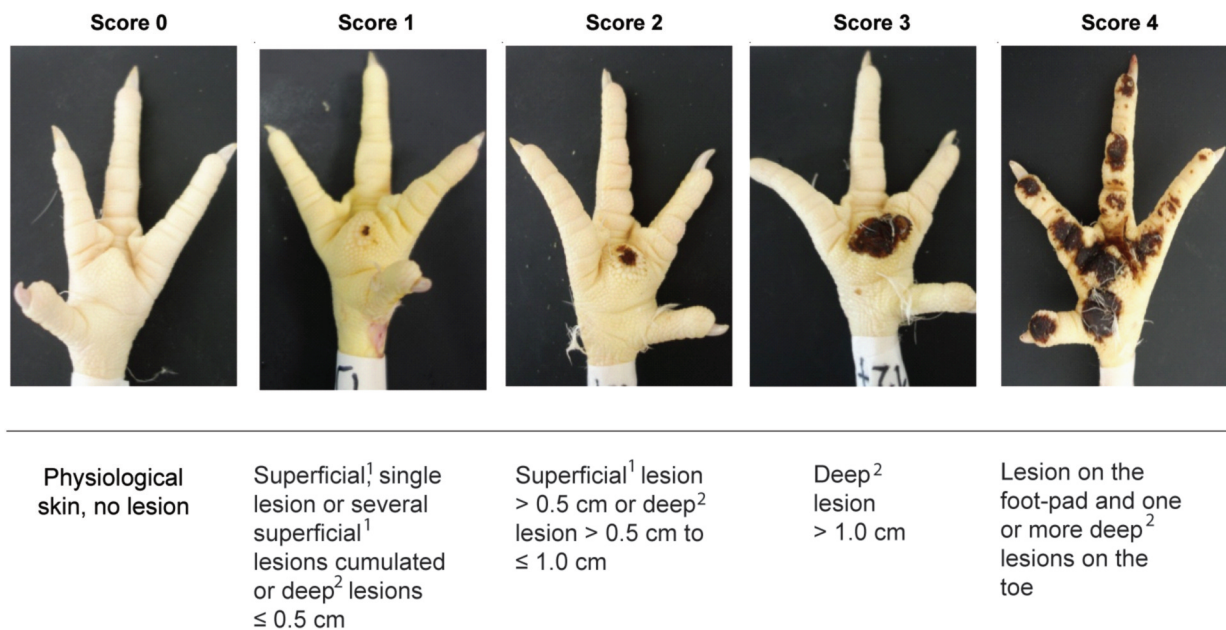 Score 0
Score 1
Score 2
Score 3
Score 4
Physiological
skin, no lesion
Superficial,¹ single
lesion or several
superficial¹
lesions cumulated
or deep² lesions
≤ 0.5 cm
Superficial¹ lesion
> 0.5 cm or deep²
lesion > 0.5 cm to
≤ 1.0 cm
Deep²
lesion
> 1.0 cm
Lesion on the
foot-pad and one
or more deep²
lesions on the
toe